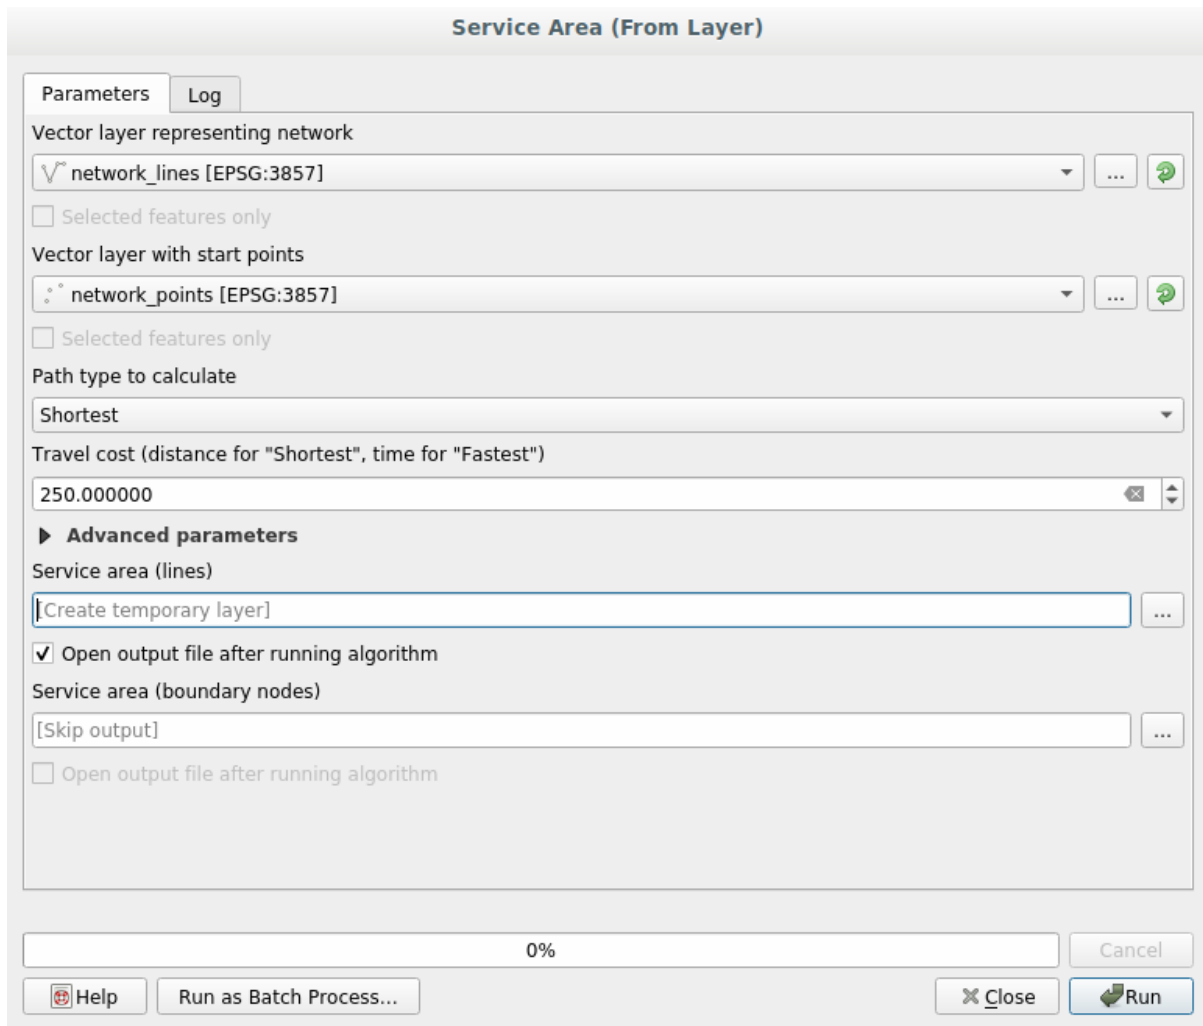 Service Area (From Layer)
Parameters Log
Vector layer representing network
network_lines [EPSG:3857] ...
Selected features only
Vector layer with start points
network_points [EPSG:3857] ...
Selected features only
Path type to calculate
Shortest
Travel cost (distance for "Shortest", time for "Fastest")
250.000000
Advanced parameters
Service area (lines)
[Create temporary layer] ...
Open output file after running algorithm
Service area (boundary nodes)
[Skip output] ...
Open output file after running algorithm
0% Cancel
Help Run as Batch Process... Close Run